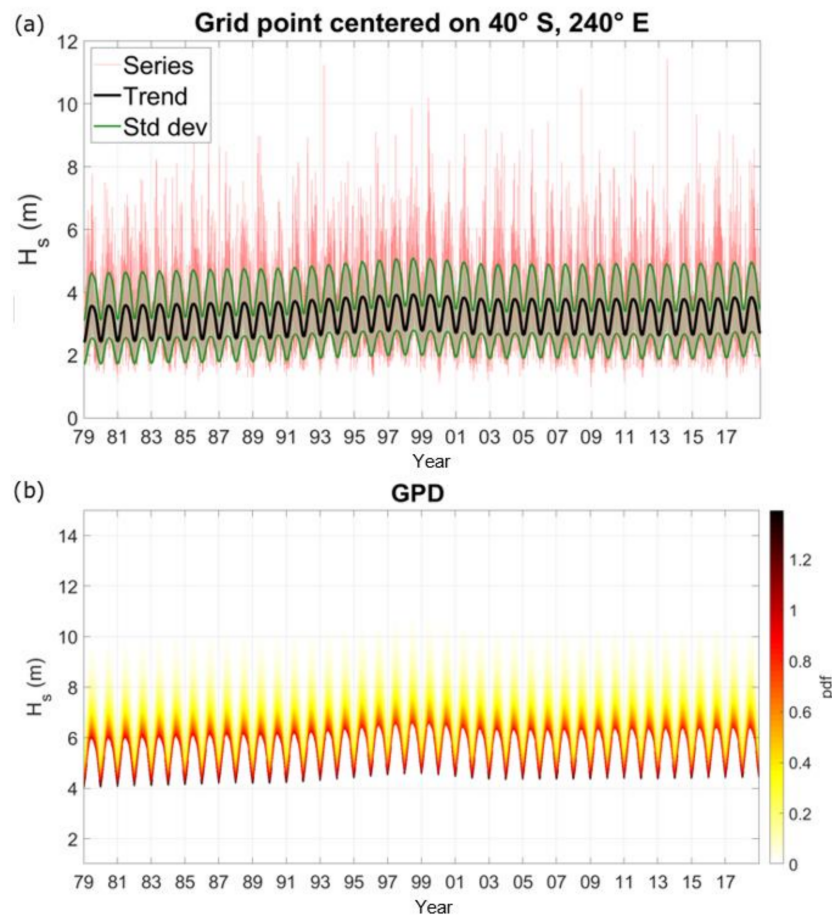 (a)
Grid point centered on 40° S, 240° E
Series
Trend
Std dev
H_s (m)
12
10
8
6
4
2
0
79 81 83 85 87 89 91 93 95 97 99 01 03 05 07 09 11 13 15 17
Year
(b)
GPD
H_s (m)
14
12
10
8
6
4
2
79 81 83 85 87 89 91 93 95 97 99 01 03 05 07 09 11 13 15 17
Year
1.2
1
0.8
0.6
0.4
0.2
0
pdf